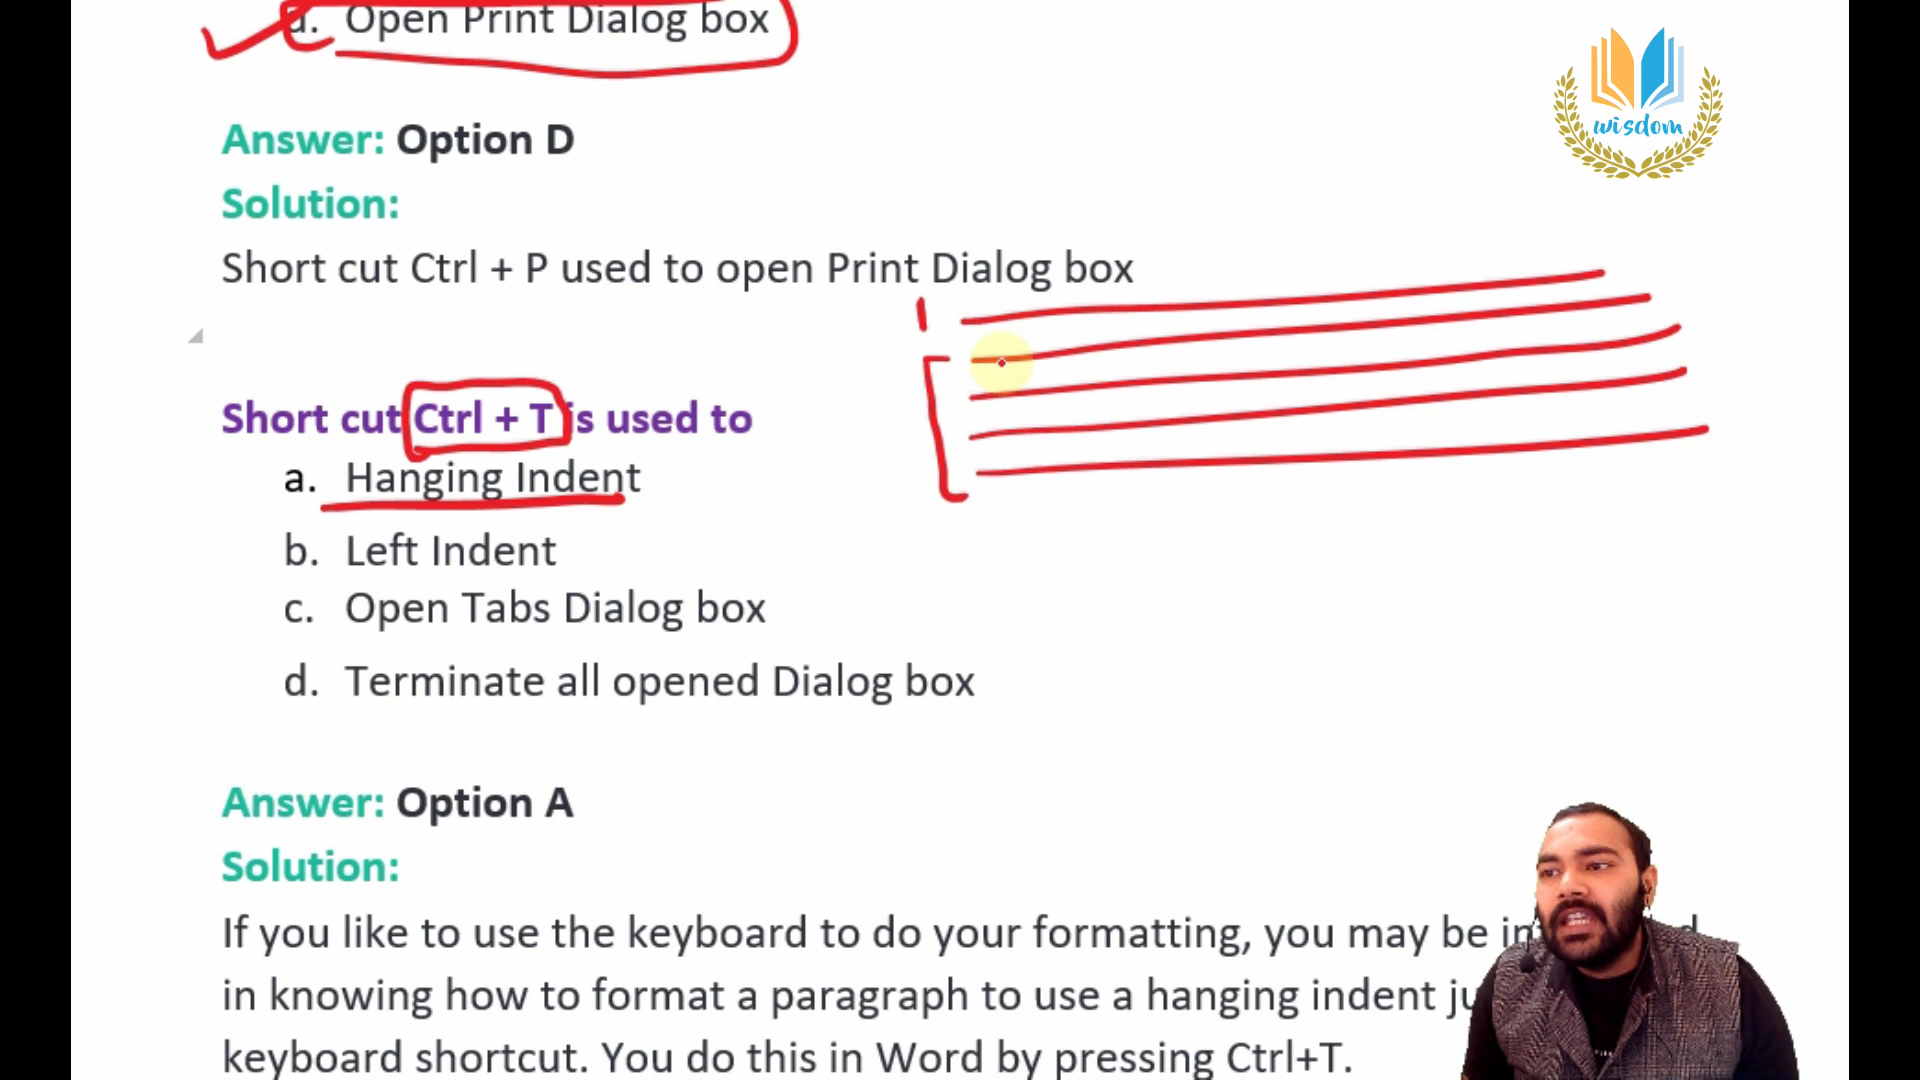 d. Open Print Dialog box
wisdom
Answer: Option D
Solution:
Short cut Ctrl + P used to open Print Dialog box
Short cut Ctrl + T is used to
a. Hanging Indent
b. Left Indent
c. Open Tabs Dialog box
d. Terminate all opened Dialog box
Answer: Option A
Solution:
If you like to use the keyboard to do your formatting, you may be
in knowing how to format a paragraph to use a hanging indent
keyboard shortcut. You do this in Word by pressing Ctrl+T.